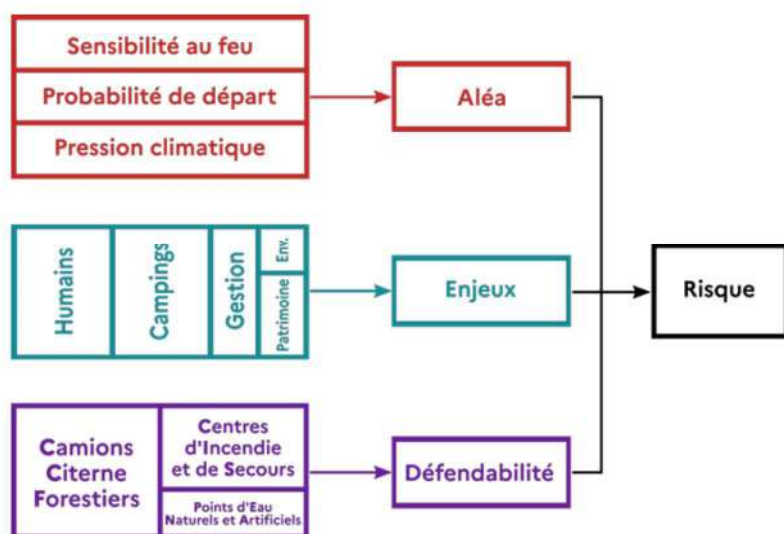 Sensibilité au feu
Probabilité de départ
Pression climatique
Aléa
Humains
Campings
Gestion
Env.
Patrimoine
Enjeux
Risque
Camions
Citerne
Forestiers
Centres
d'Incendie
et de Secours
Points d'Eau
Naturels et Artificiels
Défendabilité